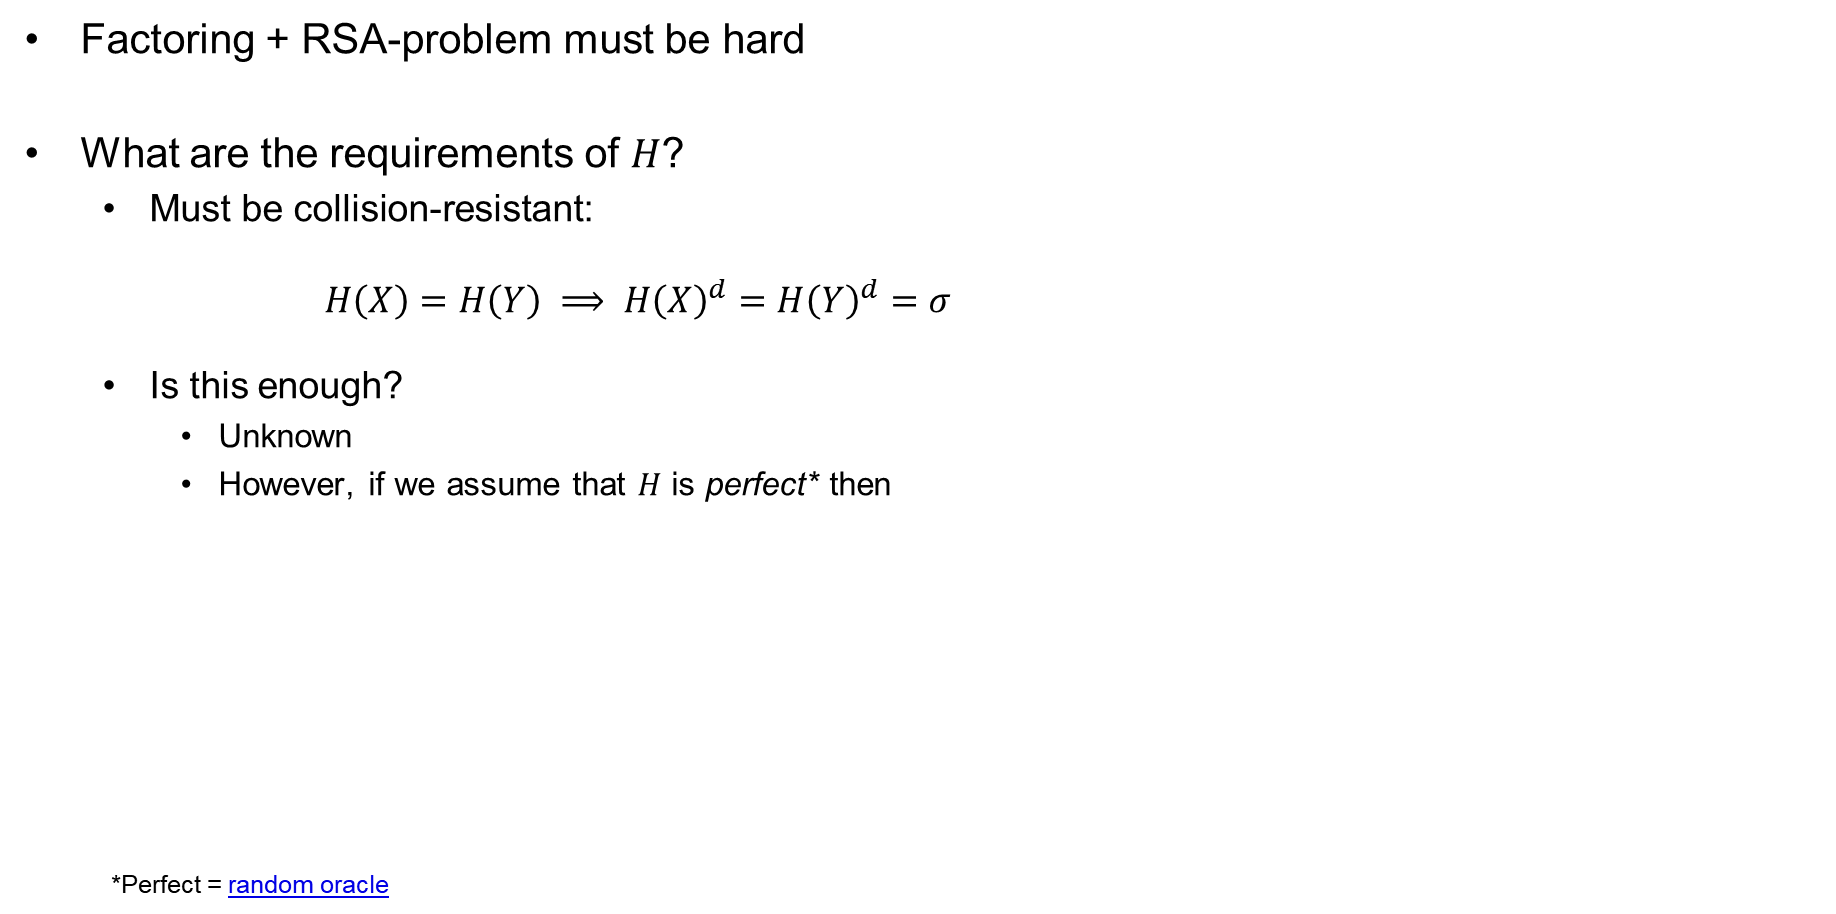 • Factoring + RSA-problem must be hard
• What are the requirements of H?
• Must be collision-resistant:
H(X) = H(Y) ⟹ H(X)^d = H(Y)^d = σ
• Is this enough?
• Unknown
• However, if we assume that H is perfect* then
*Perfect = random oracle